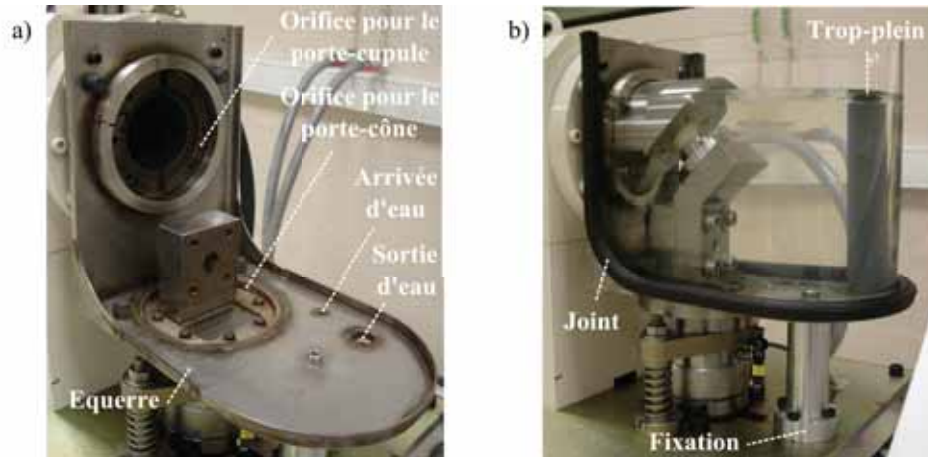 a)
Orifice pour le
porte-cupule
Orifice pour le
porte-cône
Arrivée
d'eau
Sortie
d'eau
Equerre
b)
Trop-plein
Joint
Fixation